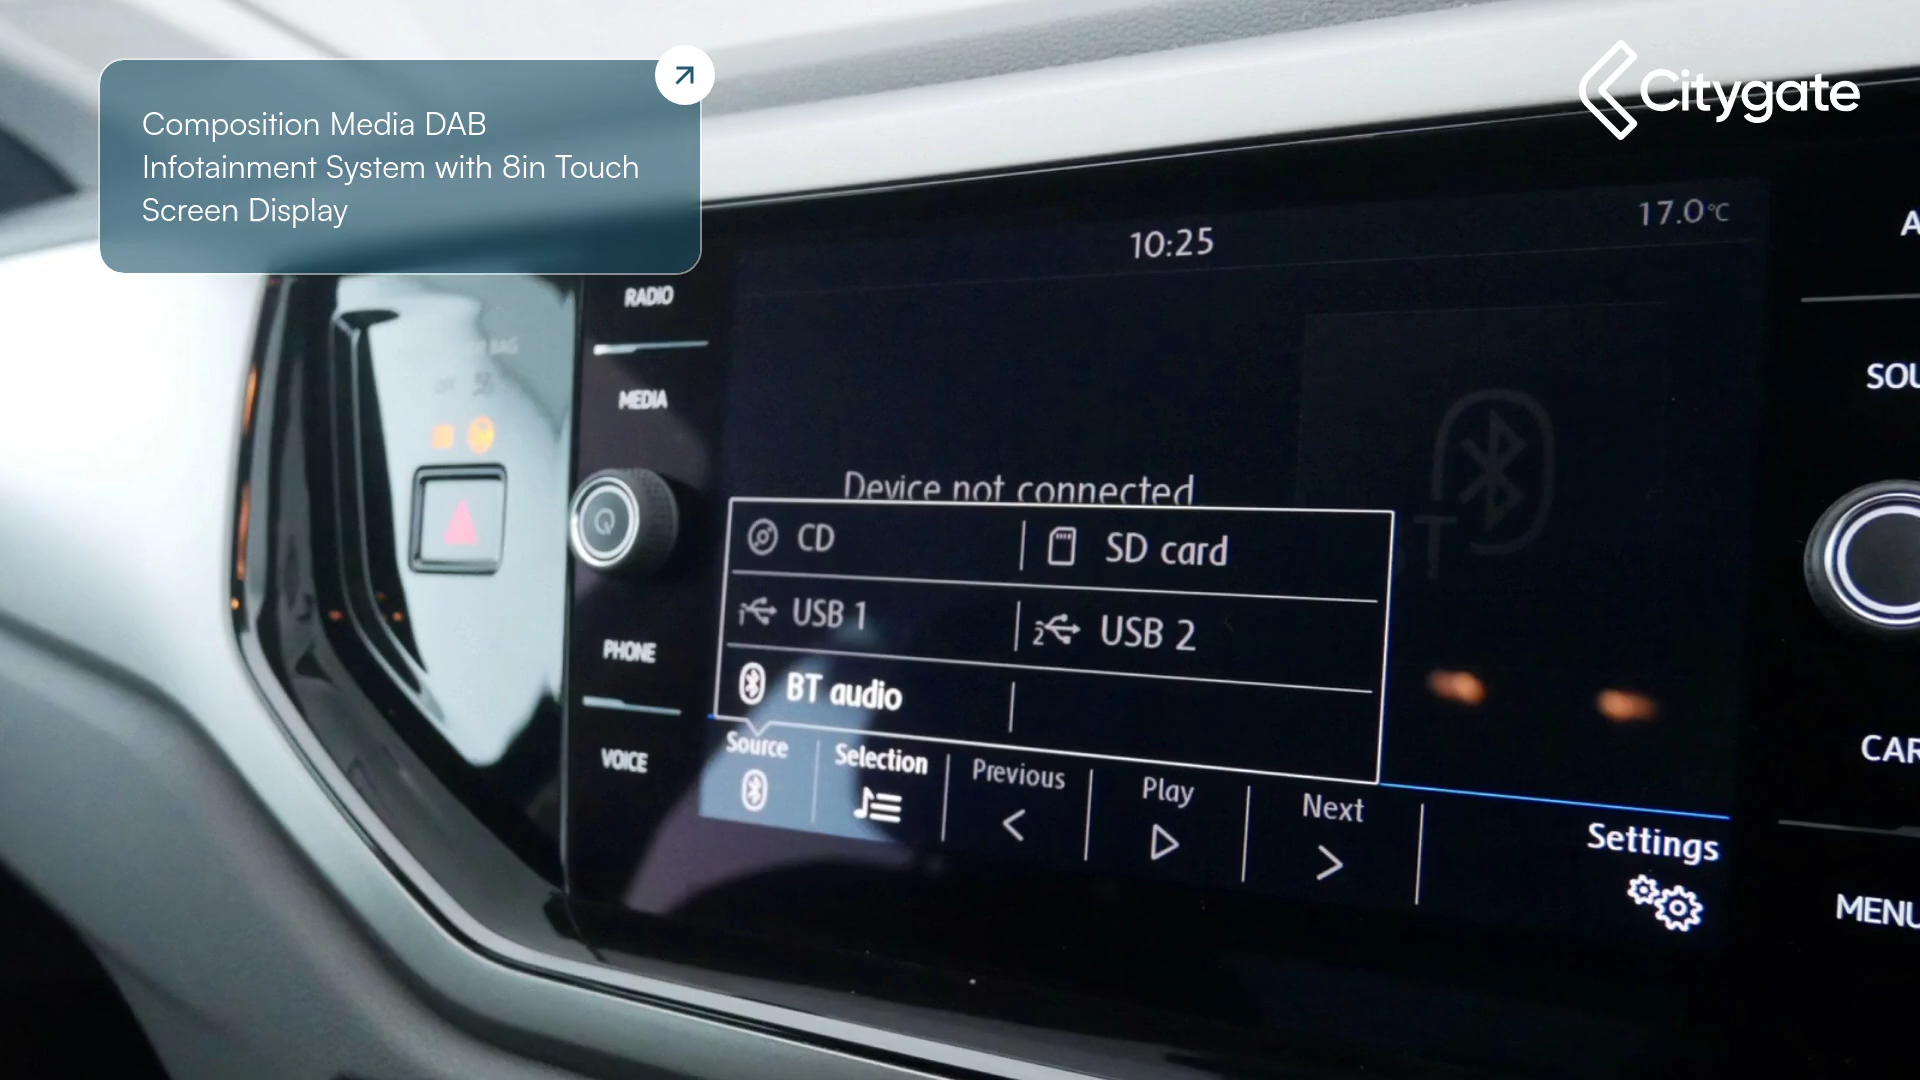 Composition Media DAB
Infotainment System with 8in Touch
Screen Display
Citygate
10:25
17.0°C
RADIO
MEDIA
PHONE
VOICE
Device not connected
CD
SD card
1 USB 1
2 USB 2
BT audio
Source
Selection
Previous
Play
Next
Settings
SOU
CAR
MENU